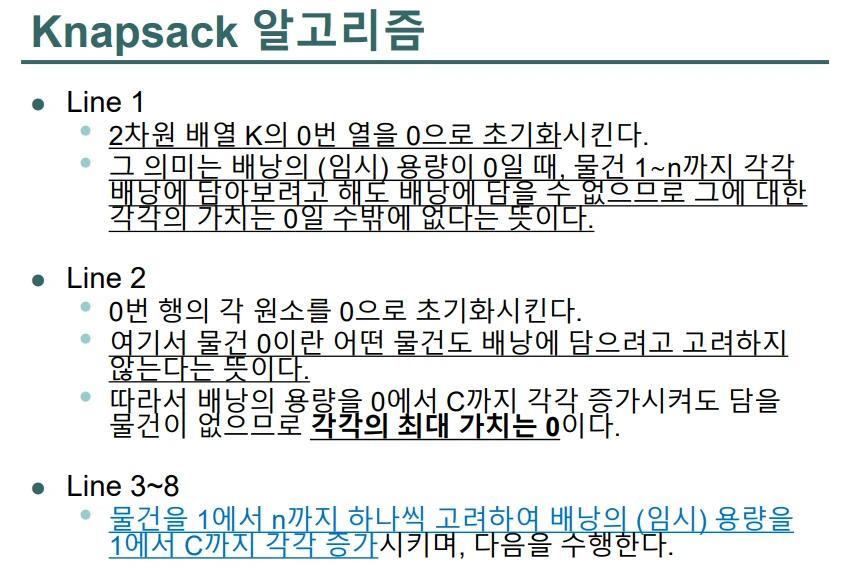 Knapsack 알고리즘
Line 1
2차원 배열 K의 0번 열을 0으로 초기화시킨다.
그 의미는 배낭의 (임시) 용량이 0일 때, 물건 1~n까지 각각
배낭에 담아보려고 해도 배낭에 담을 수 없으므로 그에 대한
각각의 가치는 0일 수밖에 없다는 뜻이다.
Line 2
0번 행의 각 원소를 0으로 초기화시킨다.
여기서 물건 0이란 어떤 물건도 배낭에 담으려고 고려하지
않는다는 뜻이다.
따라서 배낭의 용량을 0에서 C까지 각각 증가시켜도 담을
물건이 없으므로 각각의 최대 가치는 0이다.
Line 3~8
물건을 1에서 n까지 하나씩 고려하여 배낭의 (임시) 용량을
1에서 C까지 각각 증가시키며, 다음을 수행한다.